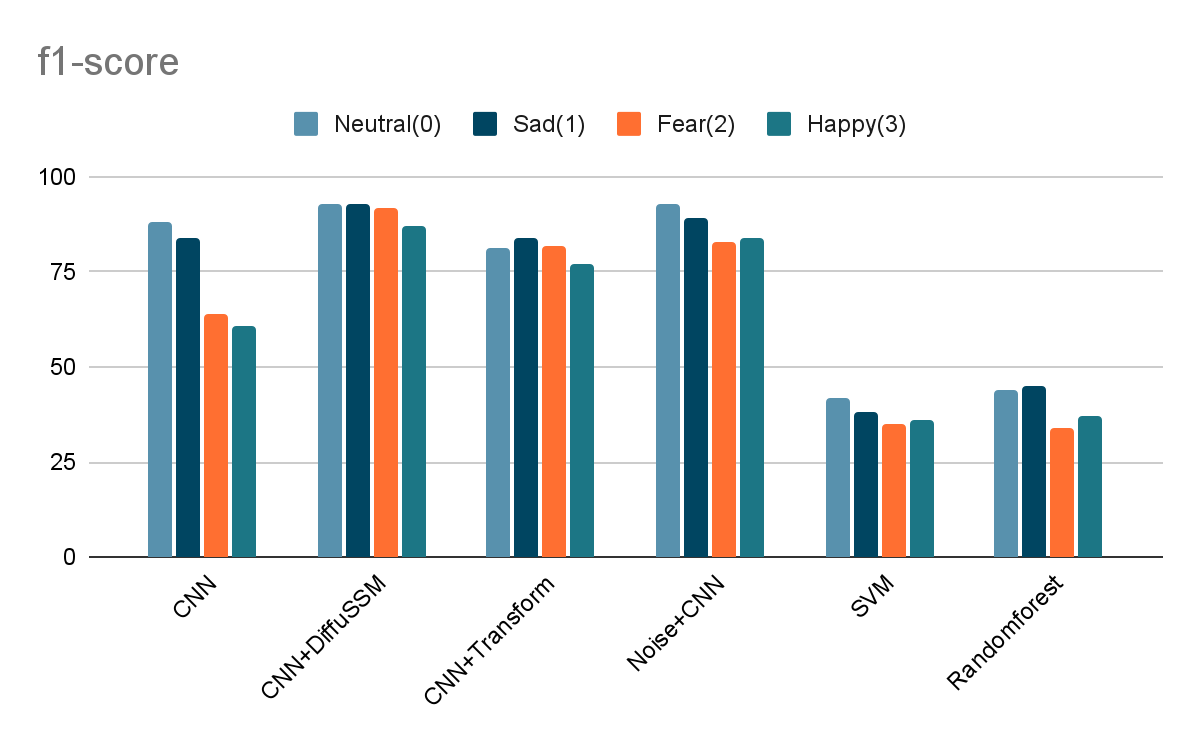 f1-score
Neutral(0) Sad(1) Fear(2) Happy(3)
100
75
50
25
0
CNN
CNN+DiffuSSM
CNN+Transform
Noise+CNN
SVM
Randomforest